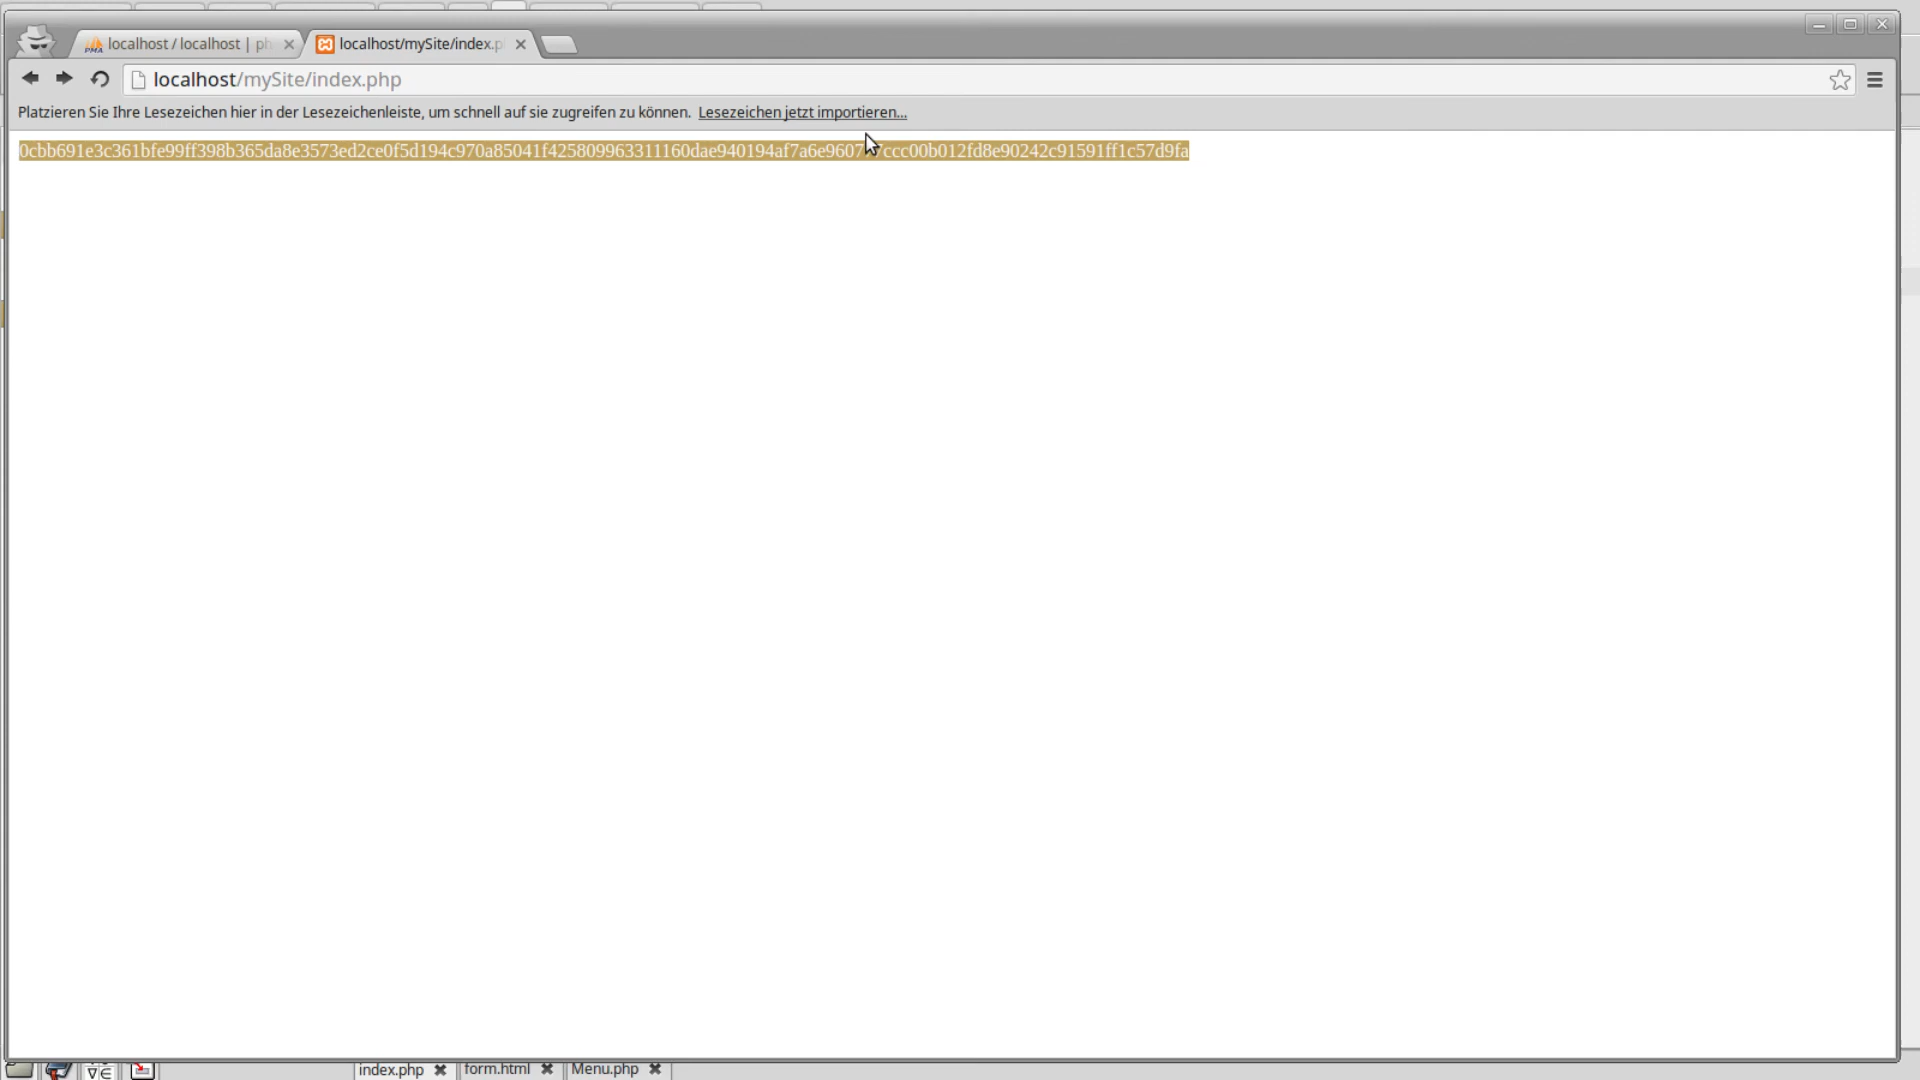 localhost / localhost | ph
localhost/mySite/index.p
localhost/mySite/index.php
Platzieren Sie Ihre Lesezeichen hier in der Lesezeichenleiste, um schnell auf sie zugreifen zu können. Lesezeichen jetzt importieren...
index.php
form.html
Menu.php